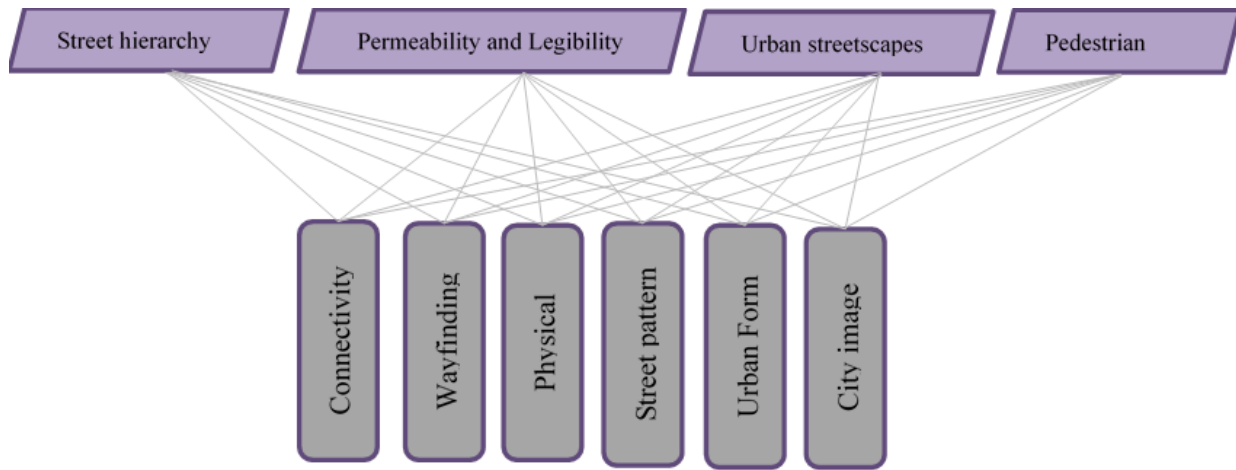 Street hierarchy
Permeability and Legibility
Urban streetscapes
Pedestrian
Connectivity
Wayfinding
Physical
Street pattern
Urban Form
City image